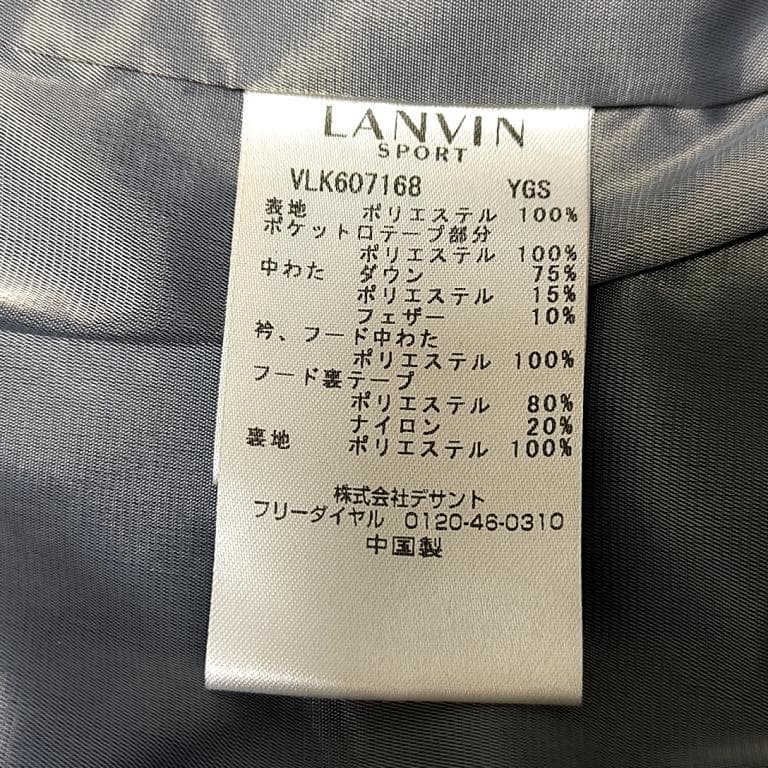 LANVIN
SPORT
VLK607168 YGS
表地 ポリエステル 100%
ポケット口テープ部分
ポリエステル 100%
中わた ダウン 75%
ポリエステル 15%
フェザー 10%
衿、フード中わた
ポリエステル 100%
フード裏テープ
ポリエステル 80%
ナイロン 20%
裏地 ポリエステル 100%
株式会社デサント
フリーダイヤル 0120-46-0310
中国製